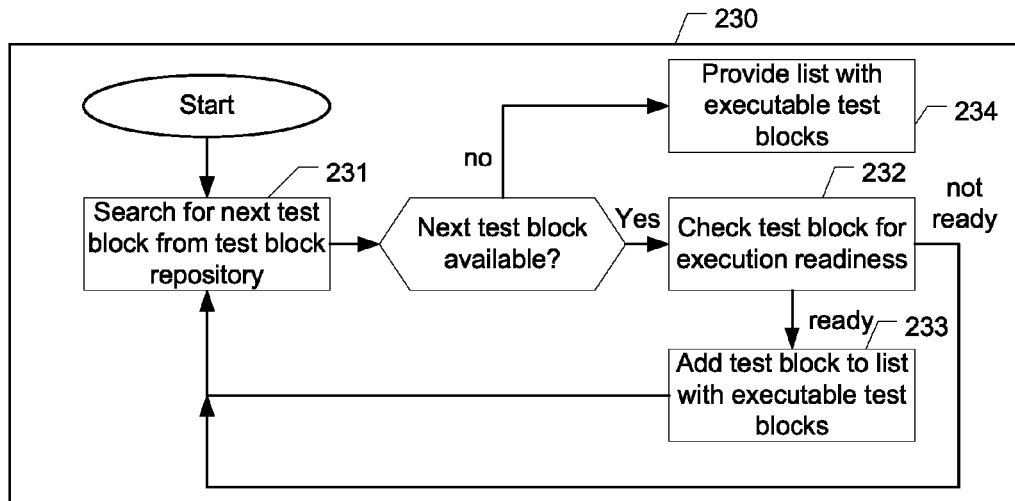 230
Start
Provide list with
executable test
blocks
234
no
231
Search for next test
block from test block
repository
Next test block
available?
Yes
232
Check test block for
execution readiness
not
ready
ready
233
Add test block to list
with executable test
blocks